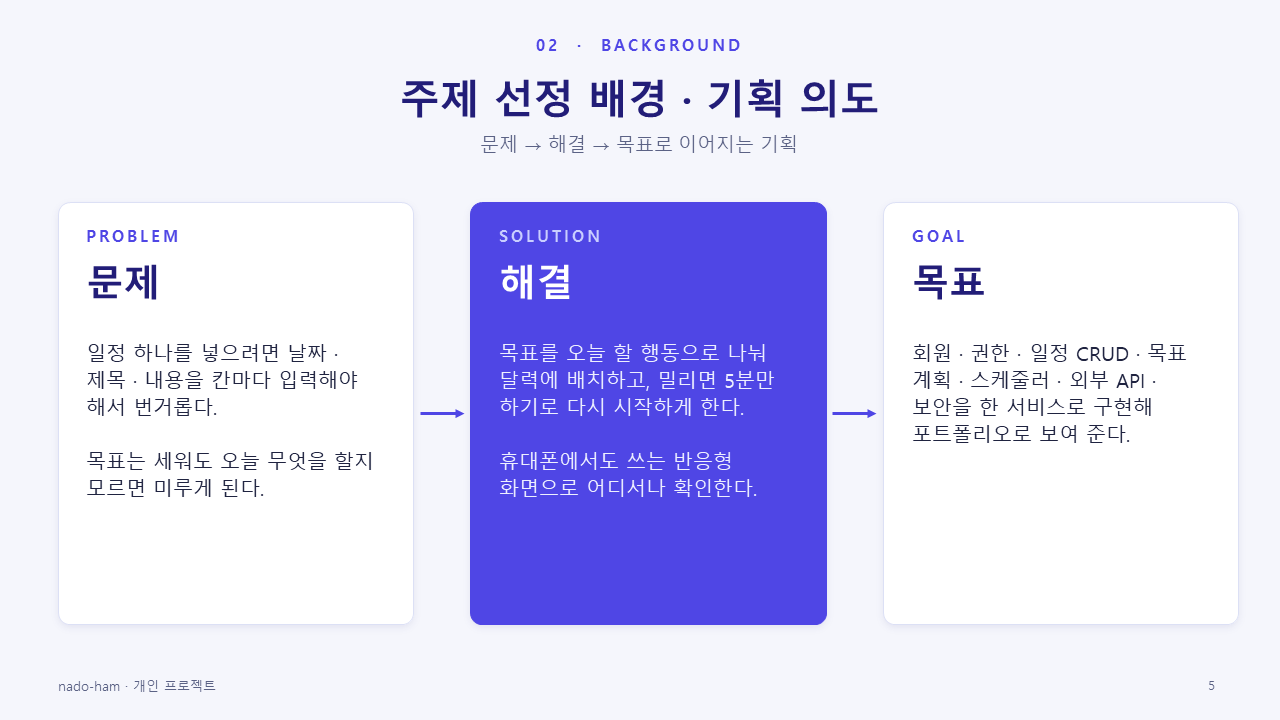 02 · BACKGROUND
주제 선정 배경 · 기획 의도
문제 → 해결 → 목표로 이어지는 기획
PROBLEM
문제
일정 하나를 넣으려면 날짜 ·
제목 · 내용을 칸마다 입력해야
해서 번거롭다.
목표는 세워도 오늘 무엇을 할지
모르면 미루게 된다.
SOLUTION
해결
목표를 오늘 할 행동으로 나눠
달력에 배치하고, 밀리면 5분만
하기로 다시 시작하게 한다.
휴대폰에서도 쓰는 반응형
화면으로 어디서나 확인한다.
GOAL
목표
회원 · 권한 · 일정 CRUD · 목표
계획 · 스케줄러 · 외부 API ·
보안을 한 서비스로 구현해
포트폴리오로 보여 준다.
nado-ham · 개인 프로젝트
5